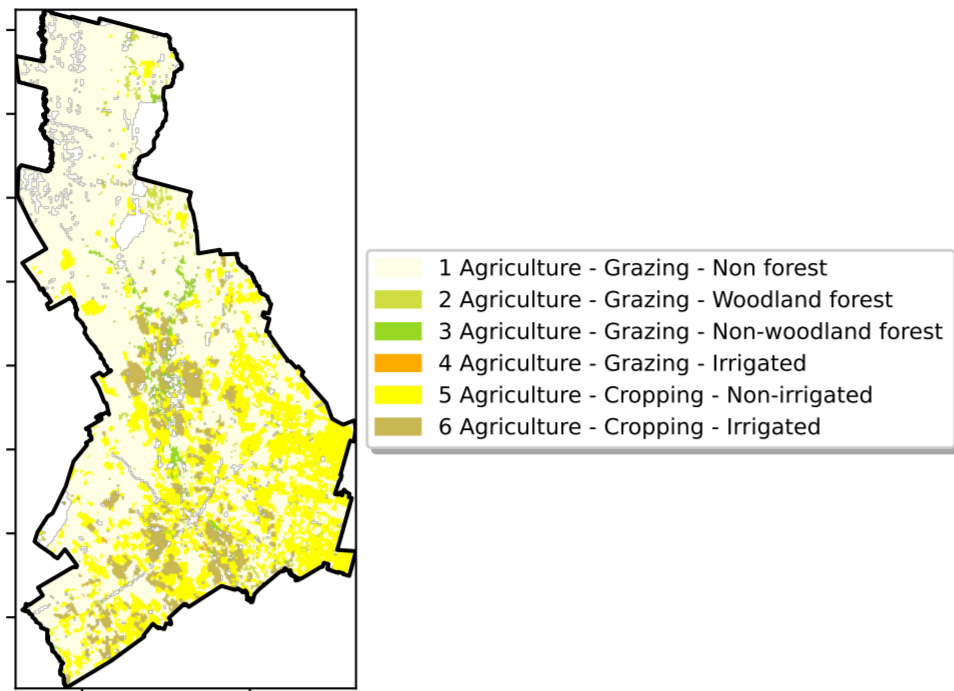 1 Agriculture - Grazing - Non forest
2 Agriculture - Grazing - Woodland forest
3 Agriculture - Grazing - Non-woodland forest
4 Agriculture - Grazing - Irrigated
5 Agriculture - Cropping - Non-irrigated
6 Agriculture - Cropping - Irrigated